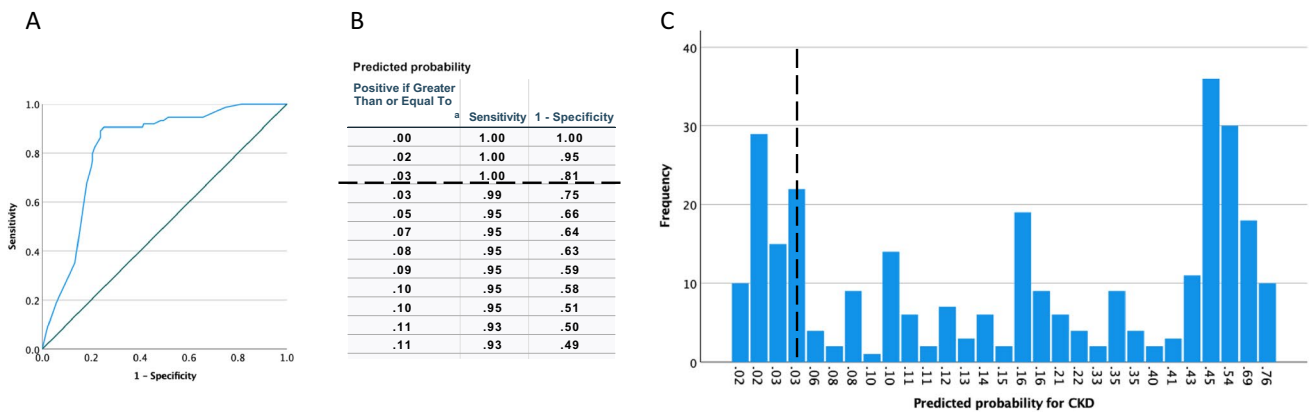 A
1.0
0.8
0.6
0.4
0.2
0.0
0.0 0.2 0.4 0.6 0.8 1.0
Sensitivity
1 - Specificity
B
Predicted probability
Positive if Greater
Than or Equal To
a Sensitivity 1 - Specificity
.00 1.00 1.00
.02 1.00 .95
.03 1.00 .81
.03 .99 .75
.05 .95 .66
.07 .95 .64
.08 .95 .63
.09 .95 .59
.10 .95 .58
.10 .95 .51
.11 .93 .50
.11 .93 .49
C
40
30
20
10
0
Frequency
.02 .02 .03 .03 .06 .08 .08 .10 .10 .11 .11 .12 .13 .14 .15 .16 .16 .21 .22 .33 .35 .35 .40 .41 .43 .45 .54 .69 .76
Predicted probability for CKD